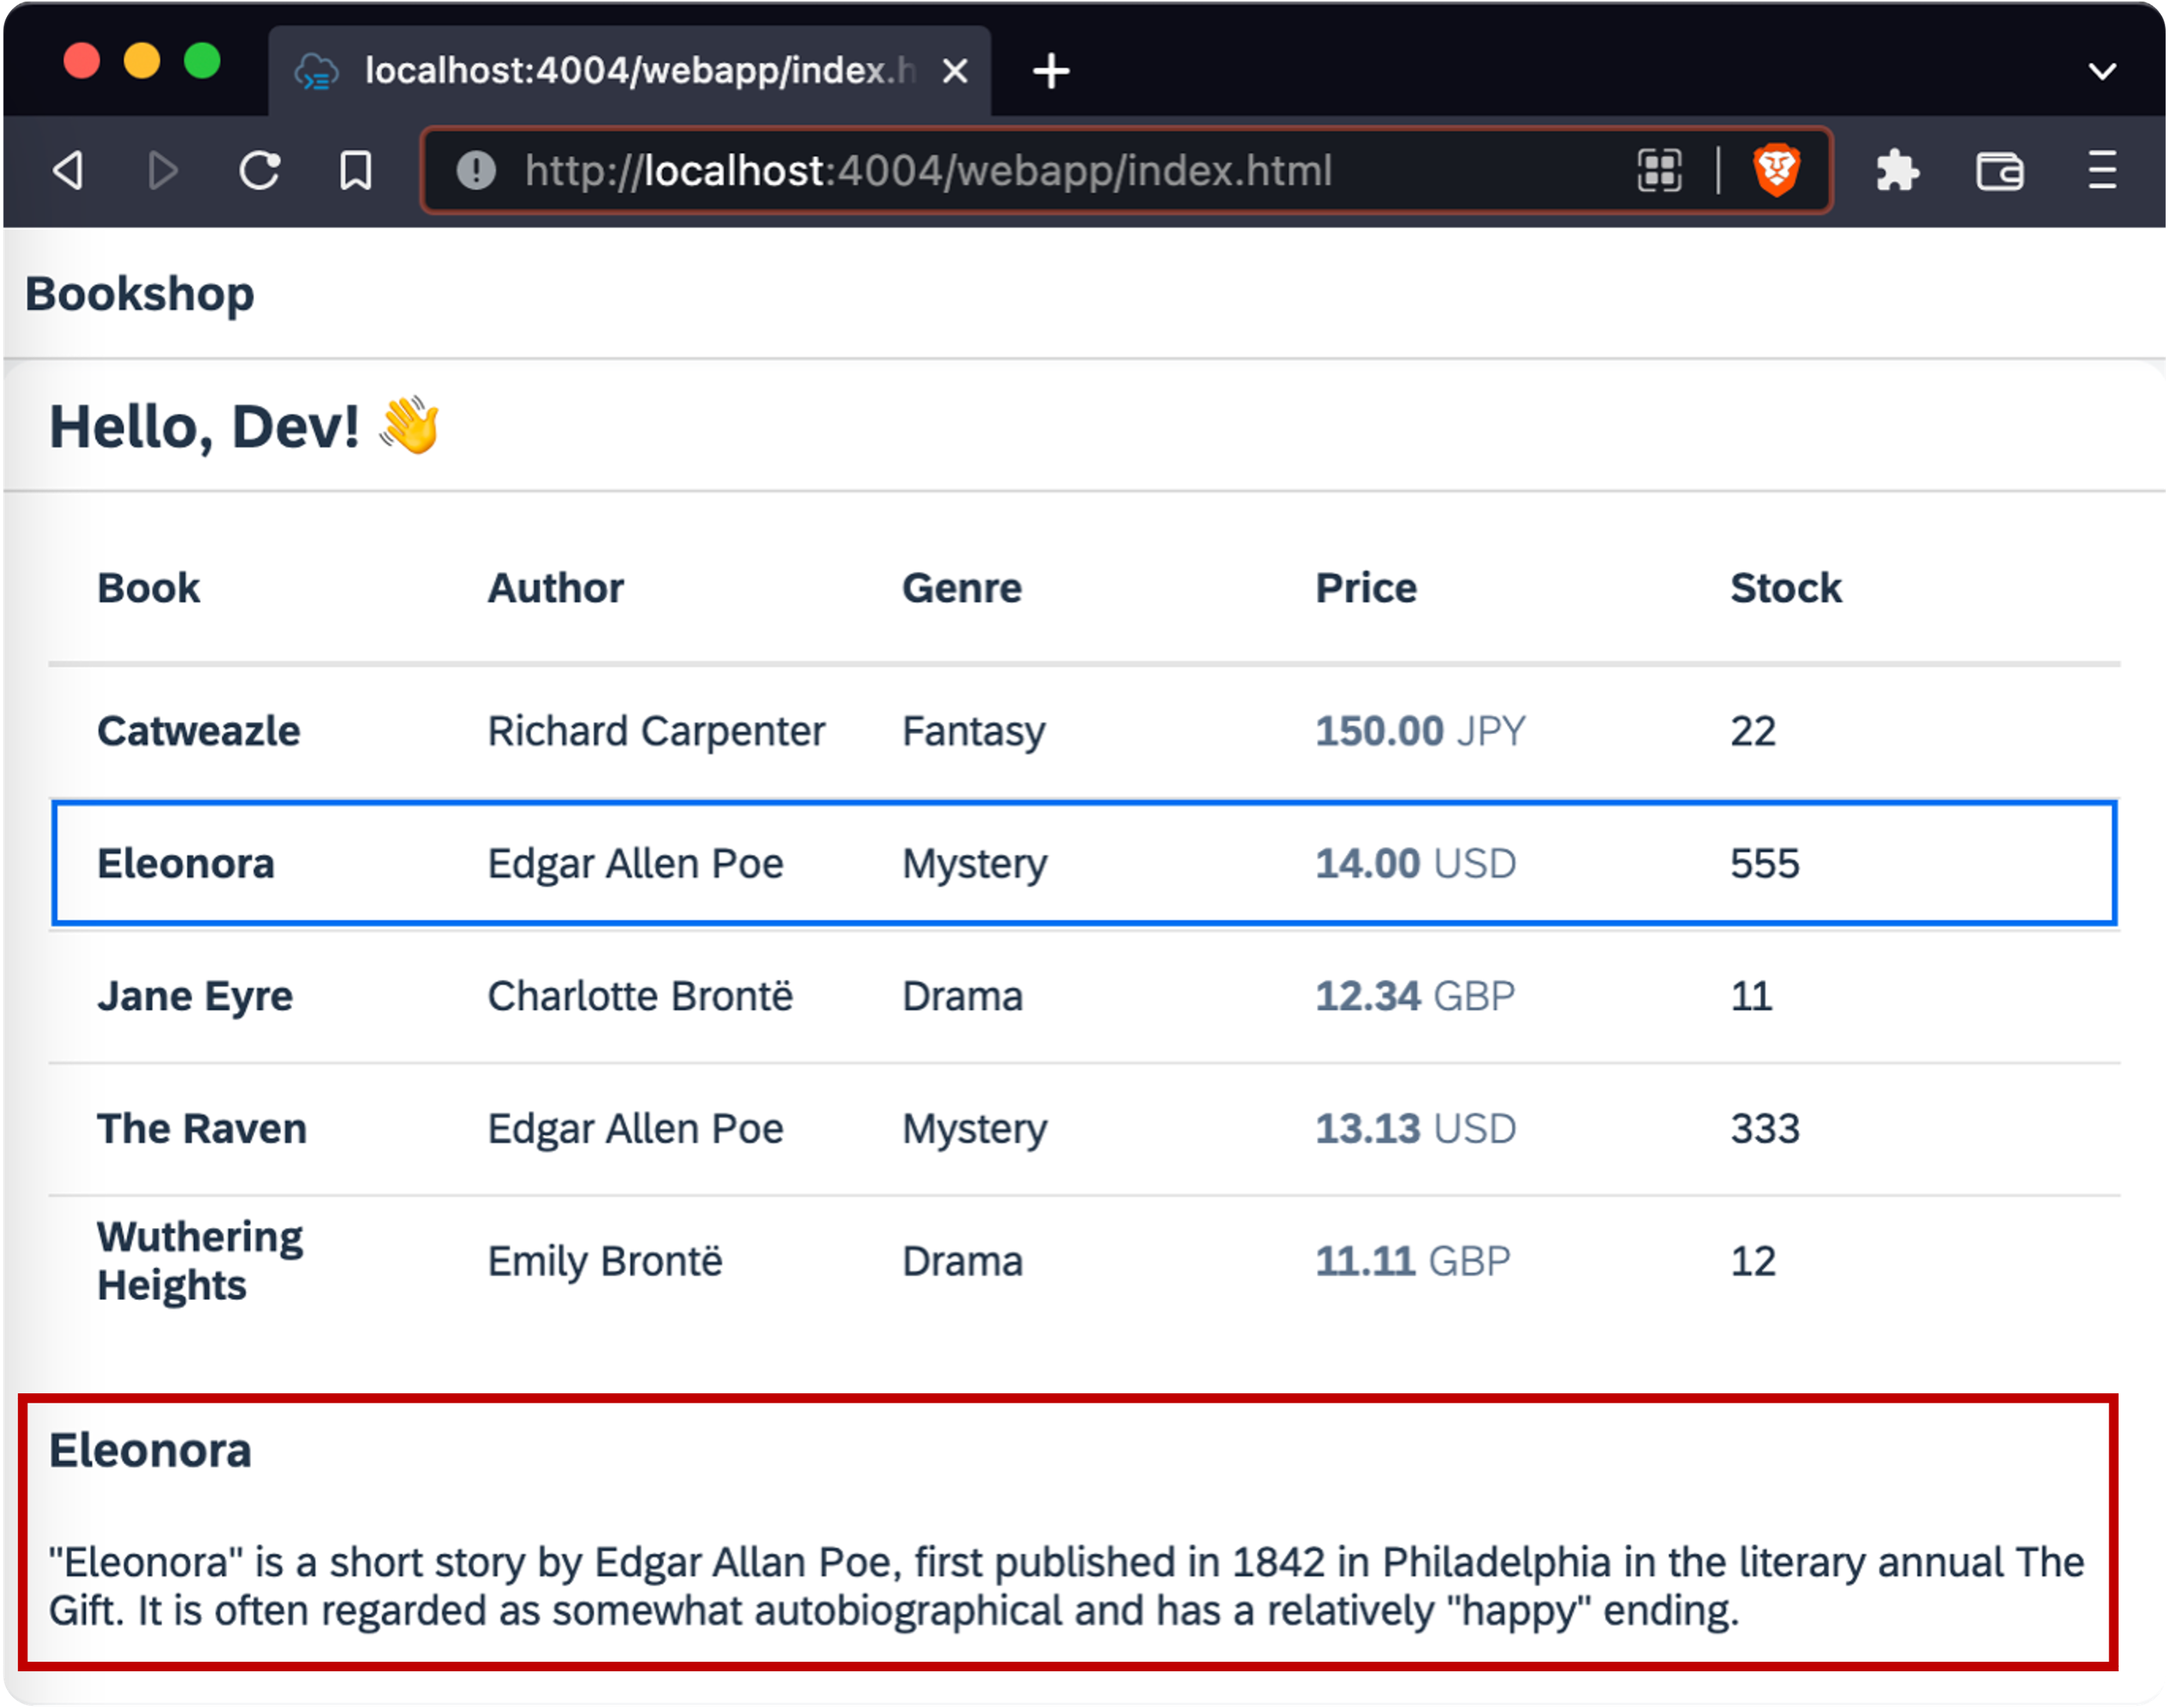 localhost:4004/webapp/index.h
http://localhost:4004/webapp/index.html
Bookshop
Hello, Dev! 👋
Book Author Genre Price Stock
Catweazle Richard Carpenter Fantasy 150.00 JPY 22
Eleonora Edgar Allen Poe Mystery 14.00 USD 555
Jane Eyre Charlotte Brontë Drama 12.34 GBP 11
The Raven Edgar Allen Poe Mystery 13.13 USD 333
Wuthering
Heights Emily Brontë Drama 11.11 GBP 12
Eleonora
"Eleonora" is a short story by Edgar Allan Poe, first published in 1842 in Philadelphia in the literary annual The
Gift. It is often regarded as somewhat autobiographical and has a relatively "happy" ending.